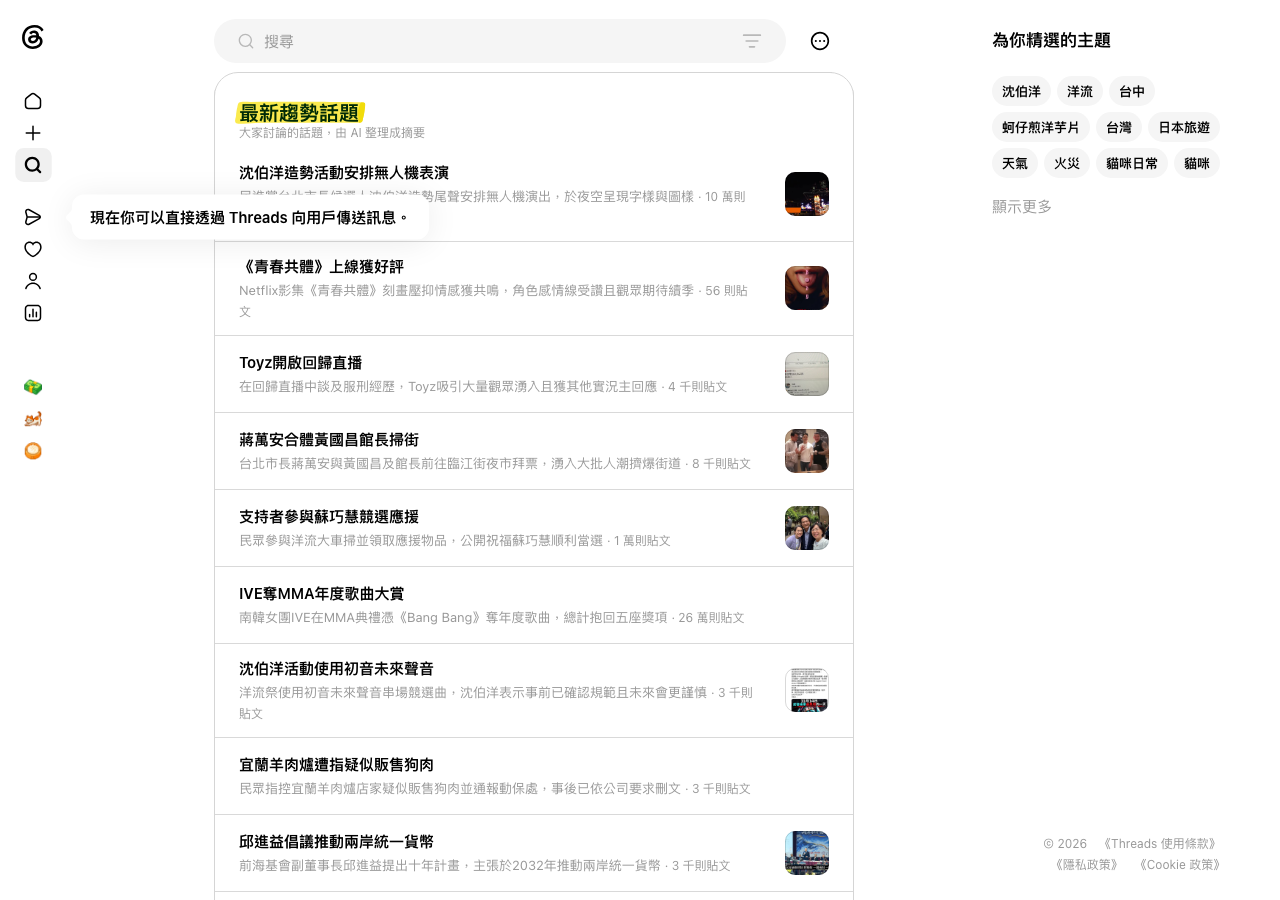 搜尋
最新趨勢話題
大家討論的話題，由 AI 整理成摘要
沈伯洋造勢活動安排無人機表演
勢尾聲安排無人機演出，於夜空呈現字樣與圖樣 · 10 萬則
現在你可以直接透過 Threads 向用戶傳送訊息。
《青春共體》上線獲好評
Netflix影集《青春共體》刻畫壓抑情感獲共鳴，角色感情線受讚且觀眾期待續季 · 56 則貼
文
Toyz開啟回歸直播
在回歸直播中談及服刑經歷，Toyz吸引大量觀眾湧入且獲其他實況主回應 · 4 千則貼文
蔣萬安合體黃國昌館長掃街
台北市長蔣萬安與黃國昌及館長前往臨江街夜市拜票，湧入大批人潮擠爆街道 · 8 千則貼文
支持者參與蘇巧慧競選應援
民眾參與洋流大車掃並領取應援物品，公開祝福蘇巧慧順利當選 · 1 萬則貼文
IVE奪MMA年度歌曲大賞
南韓女團IVE在MMA典禮憑《Bang Bang》奪年度歌曲，總計抱回五座獎項 · 26 萬則貼文
沈伯洋活動使用初音未來聲音
洋流祭使用初音未來聲音串場競選曲，沈伯洋表示事前已確認規範且未來會更謹慎 · 3 千則
貼文
宜蘭羊肉爐遭指疑似販售狗肉
民眾指控宜蘭羊肉爐店家疑似販售狗肉並通報動保處，事後已依公司要求刪文 · 3 千則貼文
邱進益倡議推動兩岸統一貨幣
前海基會副董事長邱進益提出十年計畫，主張於2032年推動兩岸統一貨幣 · 3 千則貼文
為你精選的主題
沈伯洋 洋流 台中
蚵仔煎洋芋片 台灣 日本旅遊
天氣 火災 貓咪日常 貓咪
顯示更多
© 2026 《Threads 使用條款》
《隱私政策》 《Cookie 政策》